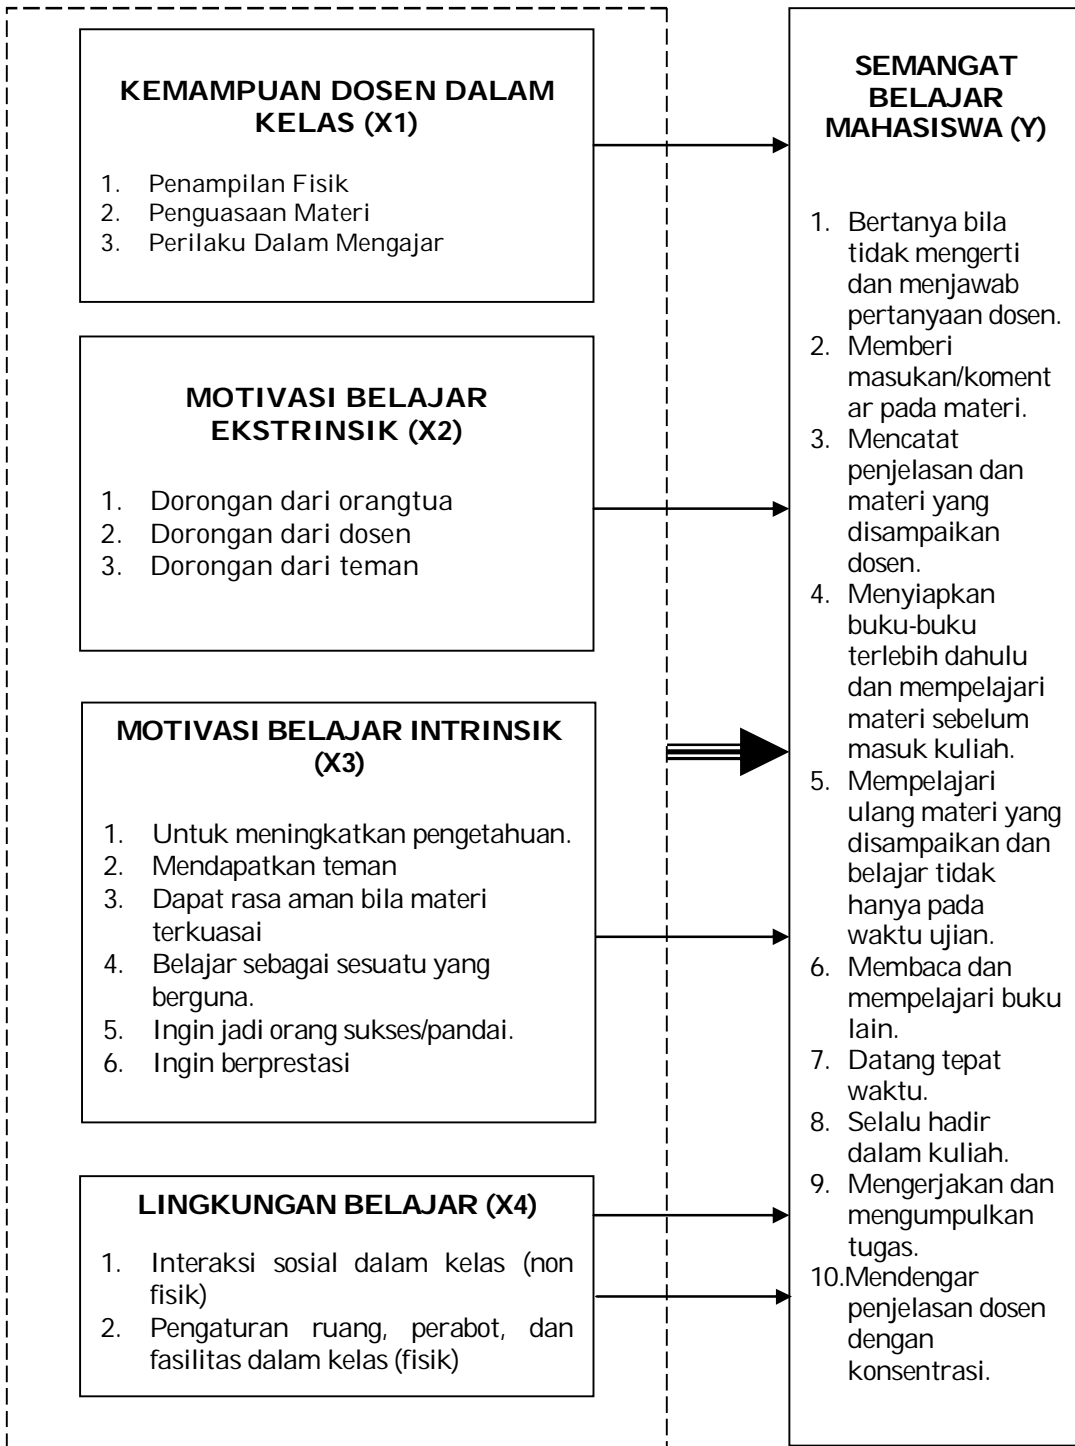 KEMAMPUAN DOSEN DALAM
KELAS (X1)
1. Penampilan Fisik
2. Penguasaan Materi
3. Perilaku Dalam Mengajar
MOTIVASI BELAJAR
EKSTRINSIK (X2)
1. Dorongan dari orangtua
2. Dorongan dari dosen
3. Dorongan dari teman
MOTIVASI BELAJAR INTRINSIK
(X3)
1. Untuk meningkatkan pengetahuan.
2. Mendapatkan teman
3. Dapat rasa aman bila materi
terkuasai
4. Belajar sebagai sesuatu yang
berguna.
5. Ingin jadi orang sukses/pandai.
6. Ingin berprestasi
LINGKUNGAN BELAJAR (X4)
1. Interaksi sosial dalam kelas (non
fisik)
2. Pengaturan ruang, perabot, dan
fasilitas dalam kelas (fisik)
SEMANGAT
BELAJAR
MAHASISWA (Y)
1. Bertanya bila
tidak mengerti
dan menjawab
pertanyaan dosen.
2. Memberi
masukan/koment
ar pada materi.
3. Mencatat
penjelasan dan
materi yang
disampaikan
dosen.
4. Menyiapkan
buku-buku
terlebih dahulu
dan mempelajari
materi sebelum
masuk kuliah.
5. Mempelajari
ulang materi yang
disampaikan dan
belajar tidak
hanya pada
waktu ujian.
6. Membaca dan
mempelajari buku
lain.
7. Datang tepat
waktu.
8. Selalu hadir
dalam kuliah.
9. Mengerjakan dan
mengumpulkan
tugas.
10.Mendengar
penjelasan dosen
dengan
konsentrasi.